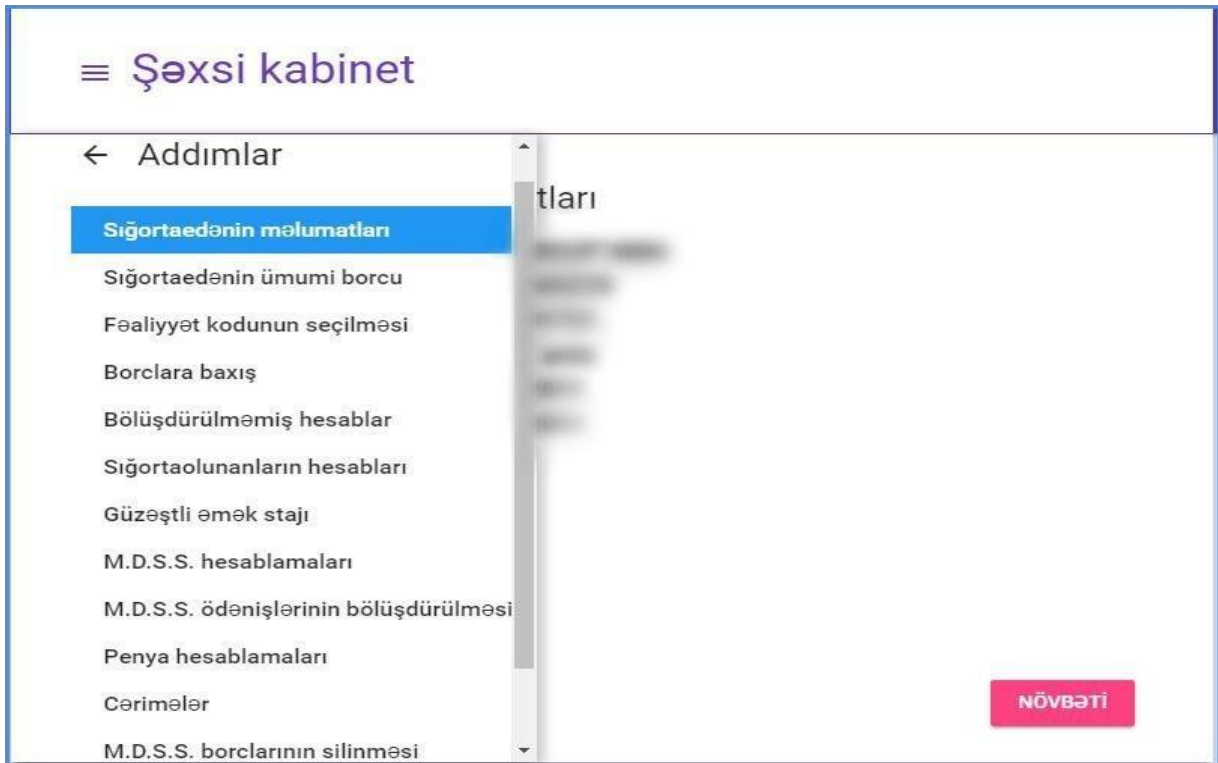 Şəxsi kabinet
Addımlar
tları
Sığortaedənin məlumatları
Sığortaedənin ümumi borcu
Fəaliyyət kodunun seçilməsi
Borclara baxış
Bölüşdürülməmiş hesablar
Sığortaolunanların hesabları
Güzəştli əmək stajı
M.D.S.S. hesablamaları
M.D.S.S. ödənişlərinin bölüşdürülməsi
Penya hesablamaları
Cərimələr
M.D.S.S. borclarının silinməsi
NÖVBƏTİ